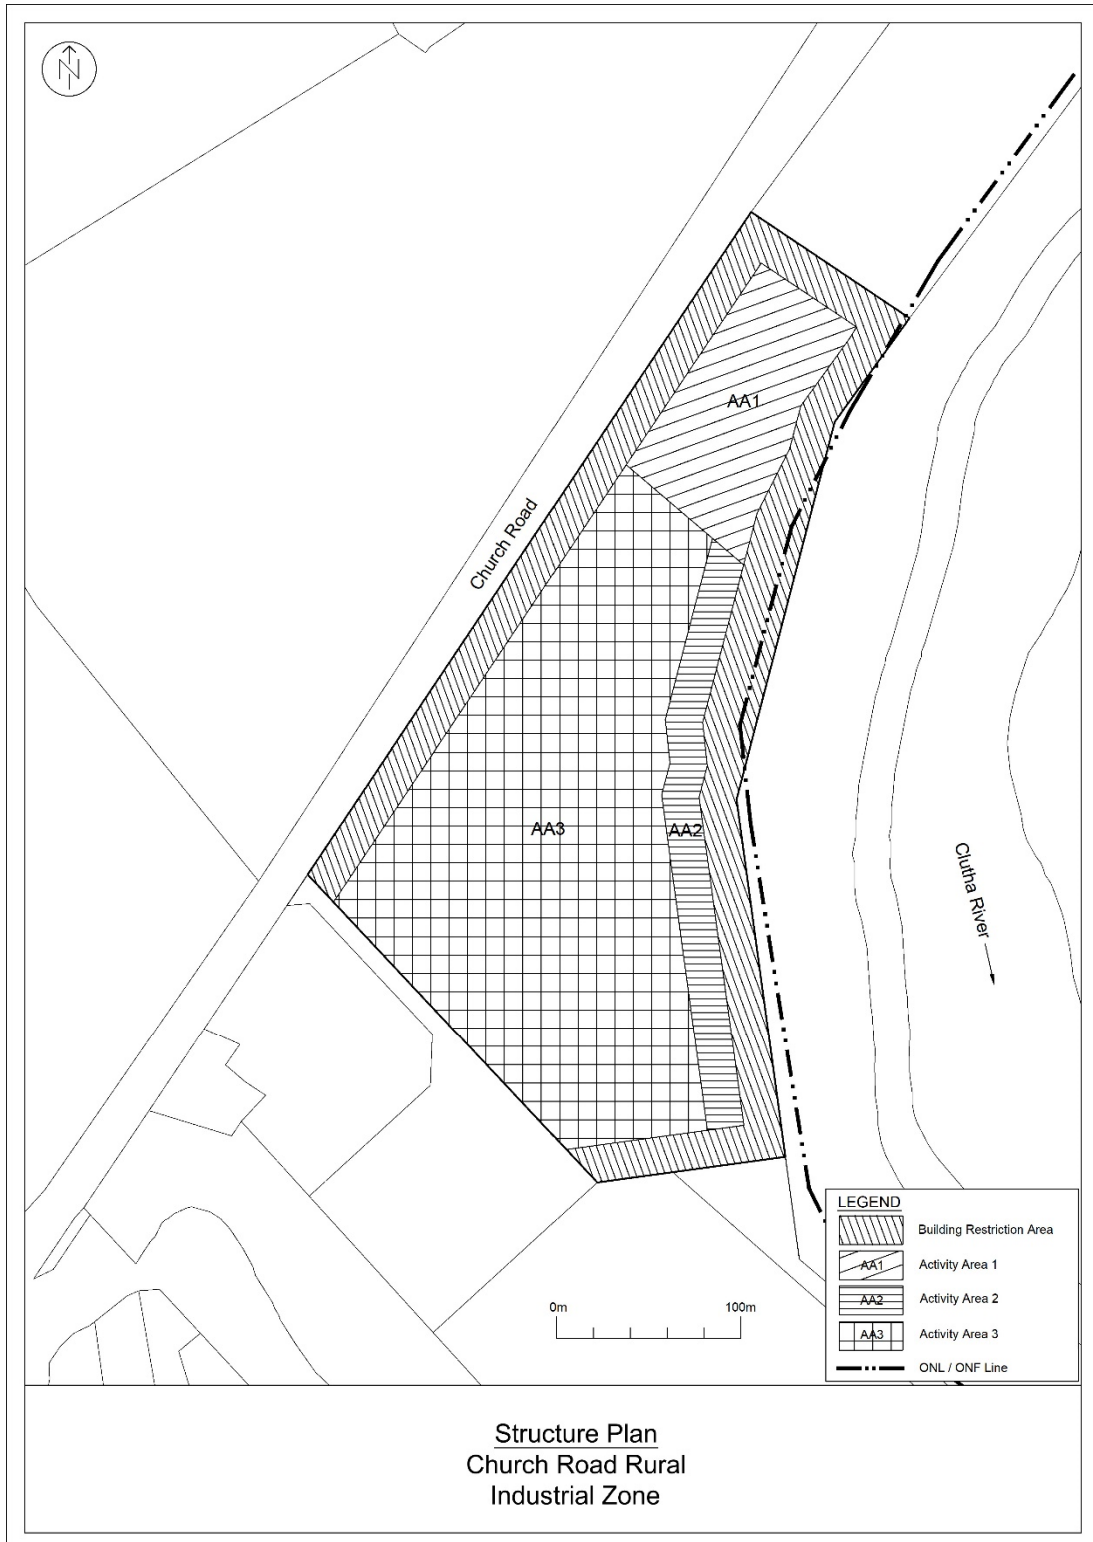 N
AA1
Church Road
AA3
AA2
Clutha River
LEGEND
Building Restriction Area
AA1 Activity Area 1
AA2 Activity Area 2
AA3 Activity Area 3
ONL / ONF Line
0m 100m
Structure Plan
Church Road Rural
Industrial Zone